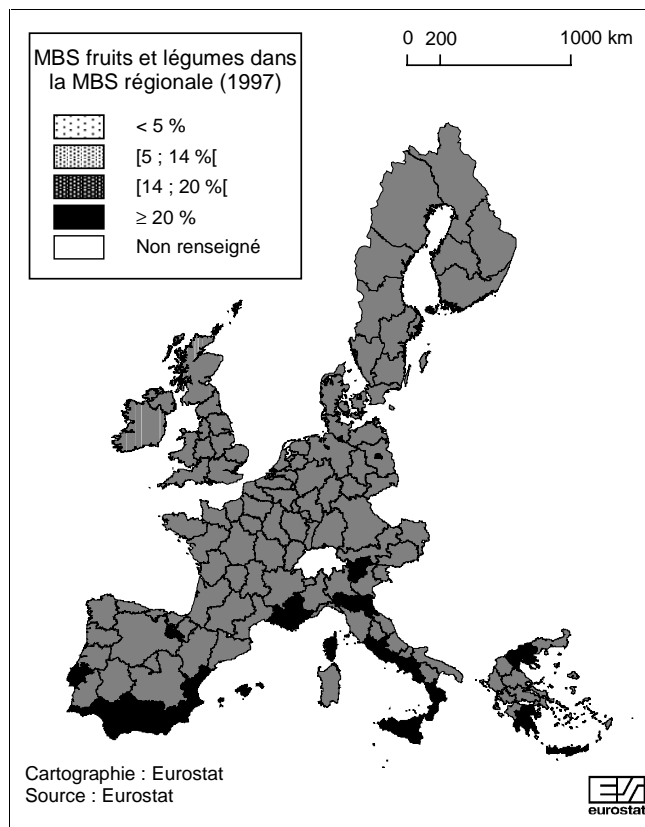 MBS fruits et légumes dans
la MBS régionale (1997)
< 5 %
[5 ; 14 %[
[14 ; 20 %[
≥ 20 %
Non renseigné
0 200 1000 km
Cartographie : Eurostat
Source : Eurostat
eurostat